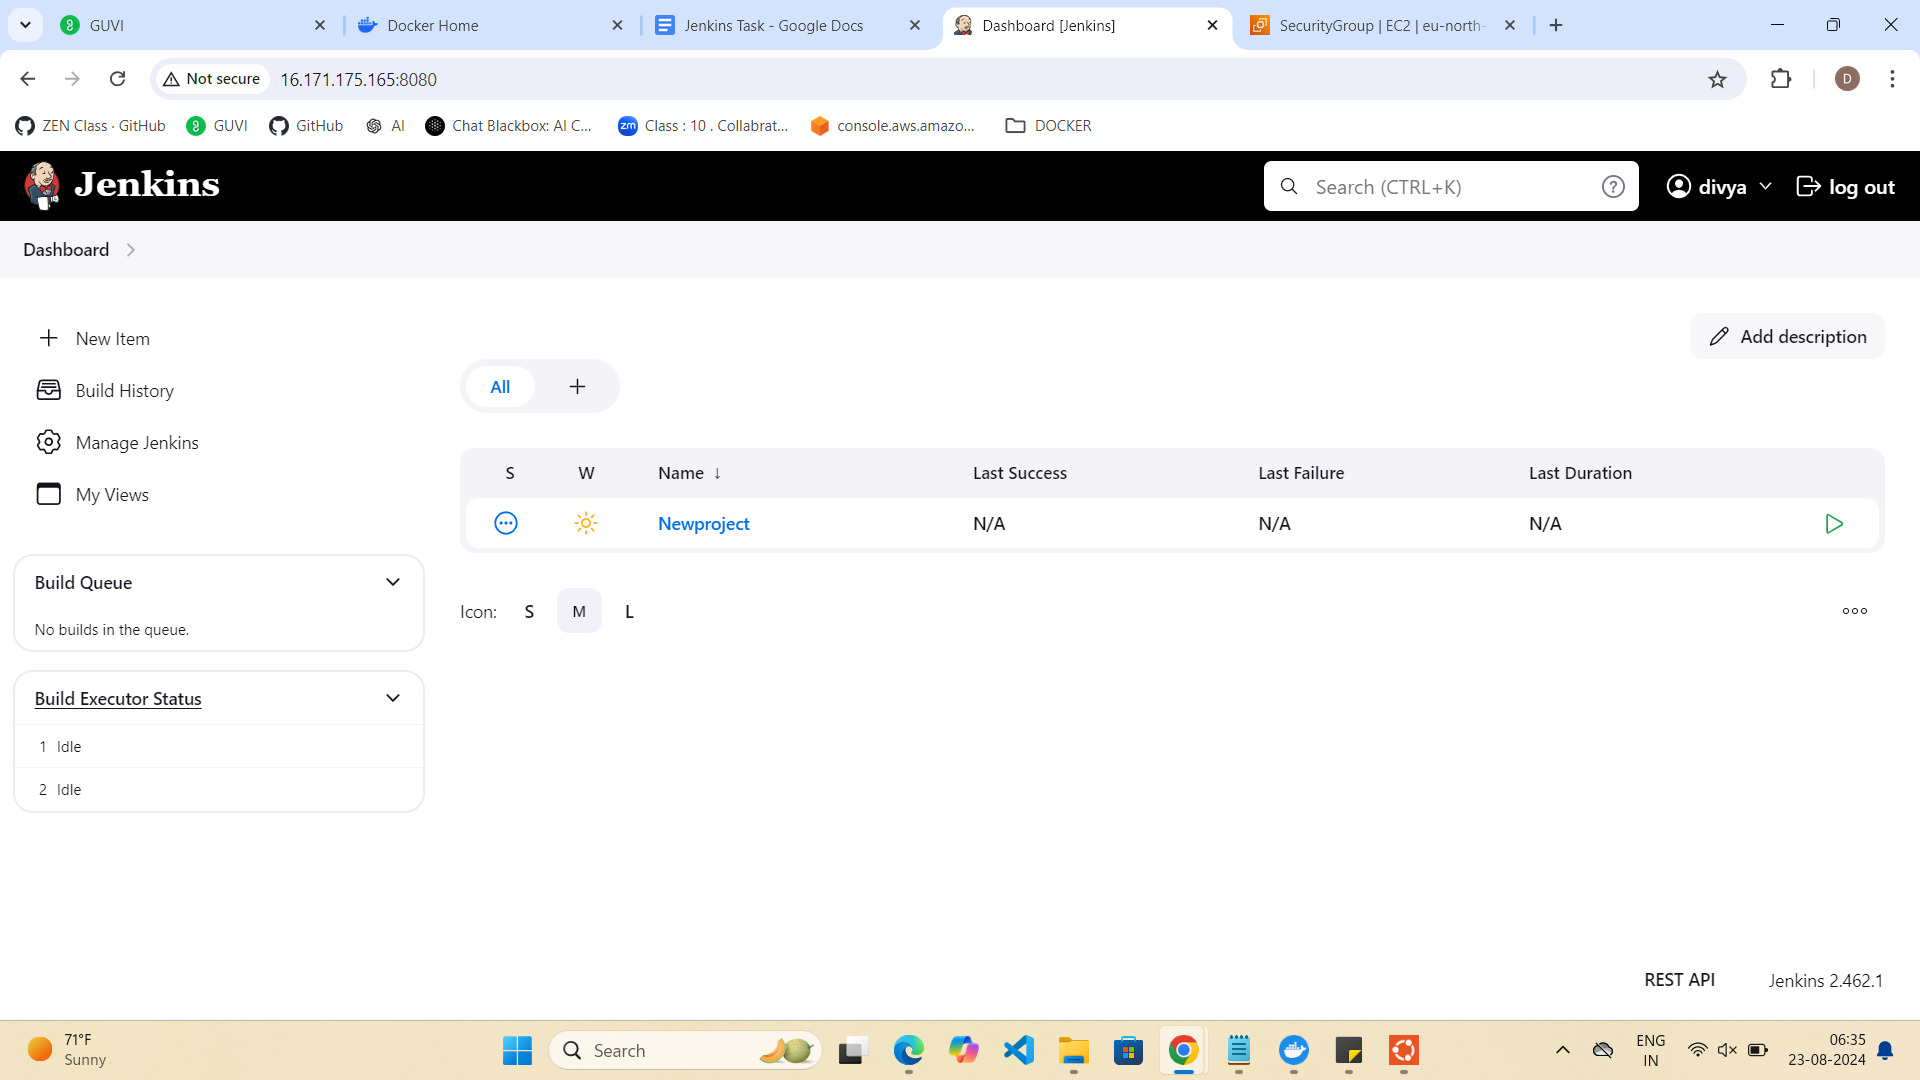 GUVI
Docker Home
Jenkins Task - Google Docs
Dashboard [Jenkins]
SecurityGroup | EC2 | eu-north-
Not secure
16.171.175.165:8080
D
ZEN Class · GitHub
GUVI
GitHub
AI
Chat Blackbox: AI C...
zm
Class : 10 . Collabrat...
console.aws.amazo...
DOCKER
Jenkins
Search (CTRL+K)
?
divya
log out
Dashboard
New Item
Build History
Manage Jenkins
My Views
Add description
All
+
S
W
Name ↓
Last Success
Last Failure
Last Duration
Newproject
N/A
N/A
N/A
Icon:
S
M
L
Build Queue
No builds in the queue.
Build Executor Status
1 Idle
2 Idle
REST API
Jenkins 2.462.1
71°F
Sunny
Search
ENG
IN
06:35
23-08-2024